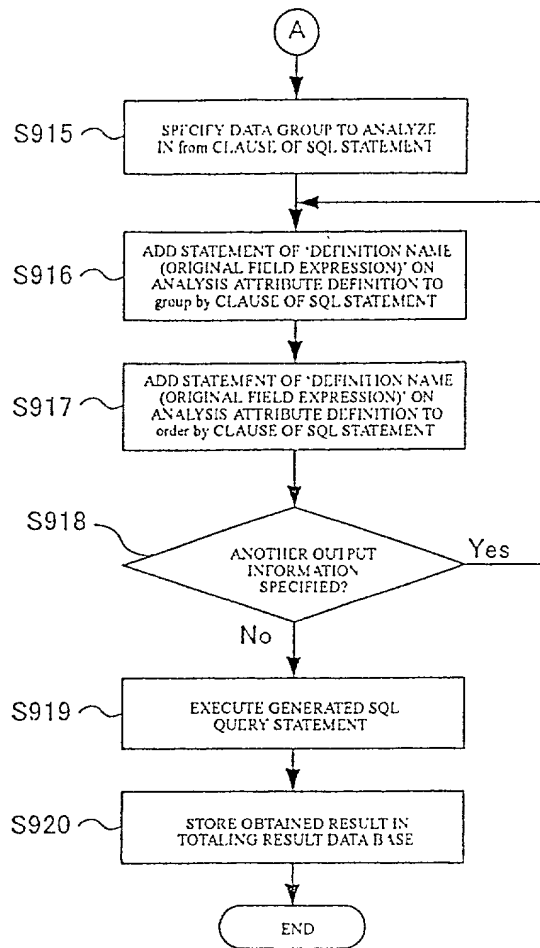 A
S915
SPECIFY DATA GROUP TO ANALYZE
IN from CLAUSE OF SQL STATEMENT
S916
ADD STATEMENT OF 'DEFINITION NAME
(ORIGINAL FIELD EXPRESSION)' ON
ANALYSIS ATTRIBUTE DEFINITION TO
group by CLAUSE OF SQL STATEMENT
S917
ADD STATEMENT OF 'DEFINITION NAME
(ORIGINAL FIELD EXPRESSION)' ON
ANALYSIS ATTRIBUTE DEFINITION TO
order by CLAUSE OF SQL STATEMENT
S918
ANOTHER OUTPUT
INFORMATION
SPECIFIED?
Yes
No
S919
EXECUTE GENERATED SQL
QUERY STATEMENT
S920
STORE OBTAINED RESULT IN
TOTALING RESULT DATA BASE
END